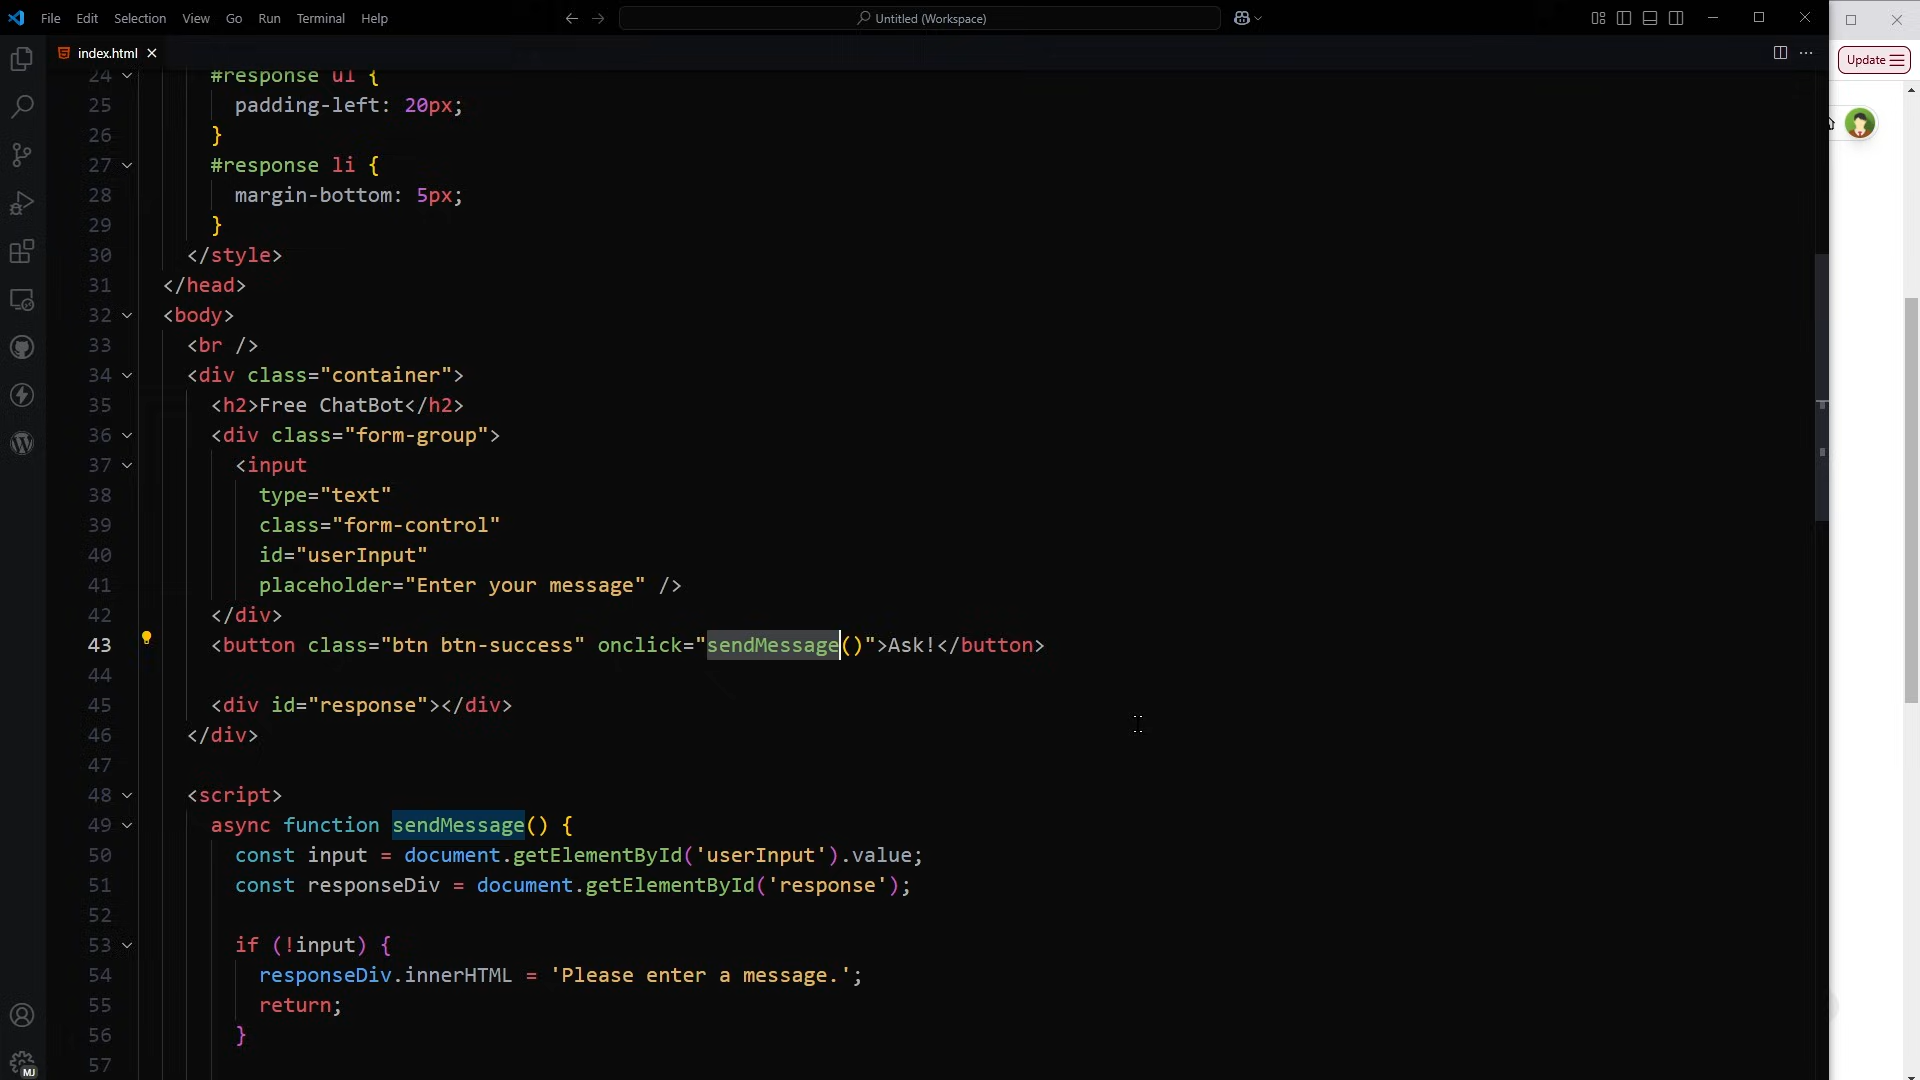 File Edit Selection View Go Run Terminal Help
Untitled (Workspace)
Update
index.html
24 #response ul {
25 padding-left: 20px;
26 }
27 #response li {
28 margin-bottom: 5px;
29 }
30 </style>
31 </head>
32 <body>
33 <br />
34 <div class="container">
35 <h2>Free ChatBot</h2>
36 <div class="form-group">
37 <input
38 type="text"
39 class="form-control"
40 id="userInput"
41 placeholder="Enter your message" />
42 </div>
43 <button class="btn btn-success" onclick="sendMessage()">Ask!</button>
44
45 <div id="response"></div>
46 </div>
47
48 <script>
49 async function sendMessage() {
50 const input = document.getElementById('userInput').value;
51 const responseDiv = document.getElementById('response');
52
53 if (!input) {
54 responseDiv.innerHTML = 'Please enter a message.';
55 return;
56 }
57
MJ